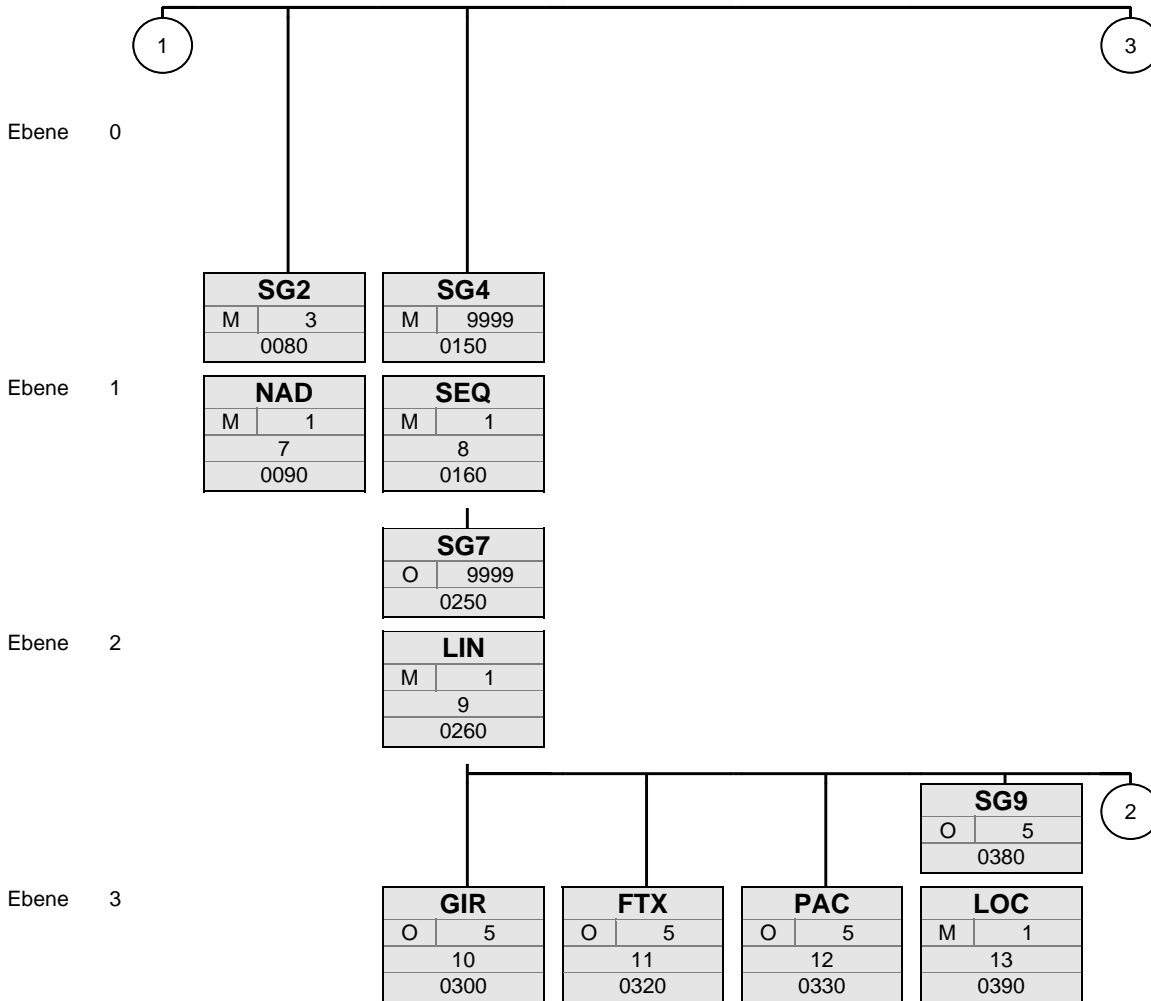 1 3
Ebene 0
SG2 SG4
M 3 M 9999
0080 0150
Ebene 1 NAD SEQ
M 1 M 1
7 8
0090 0160
SG7
O 9999
0250
Ebene 2 LIN
M 1
9
0260
SG9 2
O 5
0380
Ebene 3 GIR FTX PAC LOC
O 5 O 5 O 5 M 1
10 11 12 13
0300 0320 0330 0390